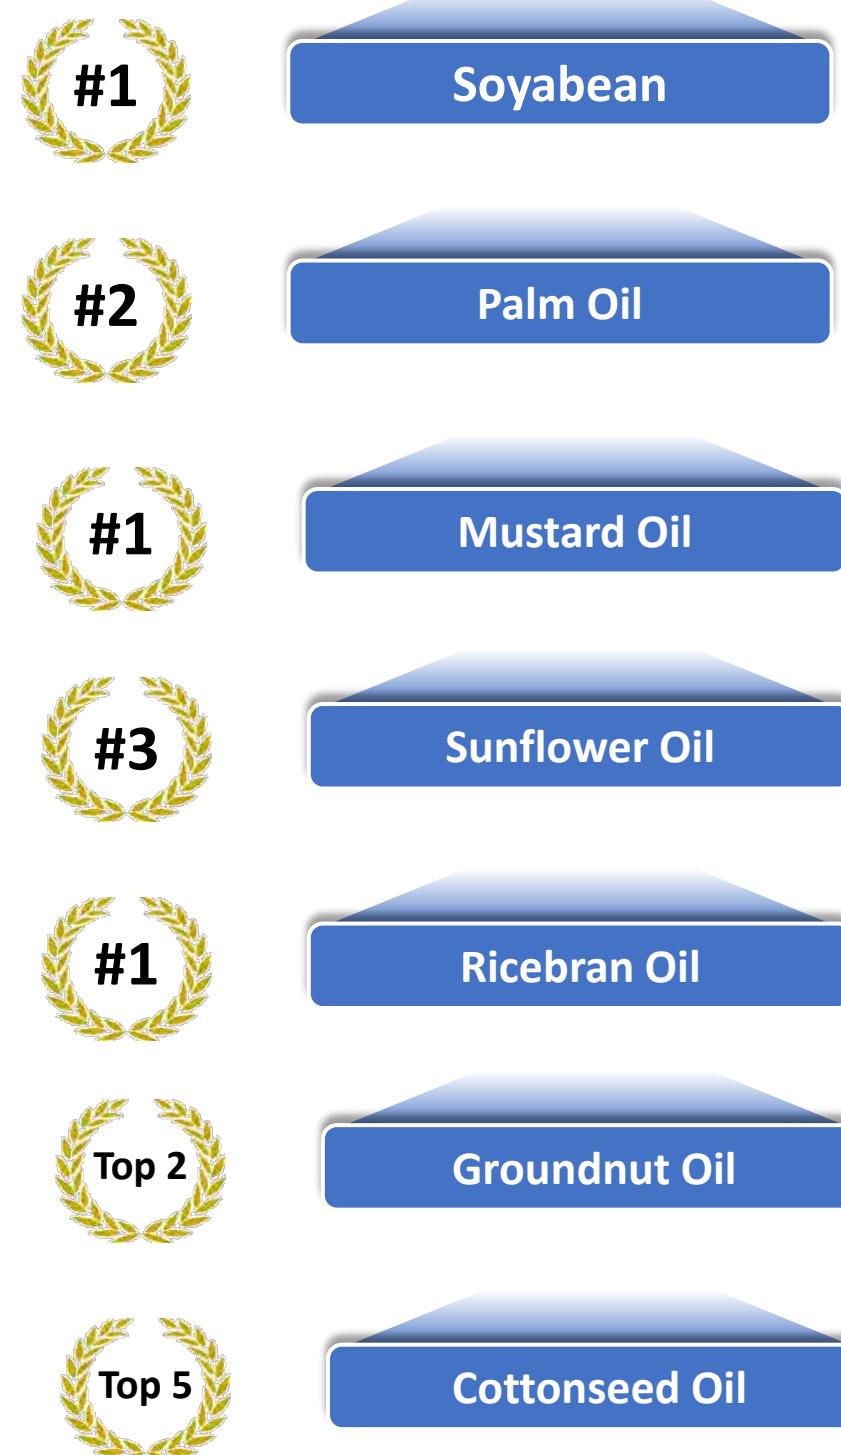 #1
Soyabean
#2
Palm Oil
#1
Mustard Oil
#3
Sunflower Oil
#1
Ricebran Oil
Top 2
Groundnut Oil
Top 5
Cottonseed Oil